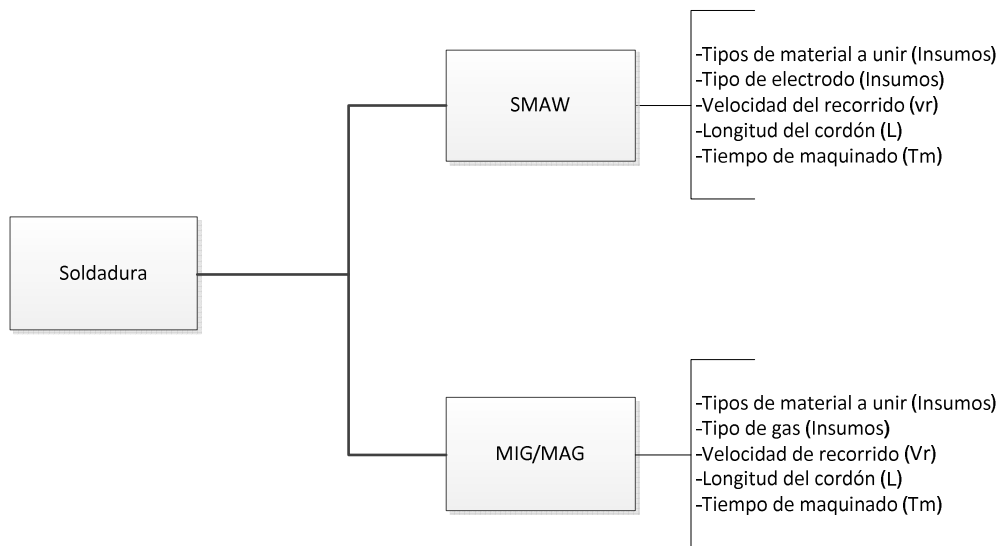 Soldadura
SMAW
-Tipos de material a unir (Insumos)
-Tipo de electrodo (Insumos)
-Velocidad del recorrido (vr)
-Longitud del cordón (L)
-Tiempo de maquinado (Tm)
MIG/MAG
-Tipos de material a unir (Insumos)
-Tipo de gas (Insumos)
-Velocidad de recorrido (Vr)
-Longitud del cordón (L)
-Tiempo de maquinado (Tm)